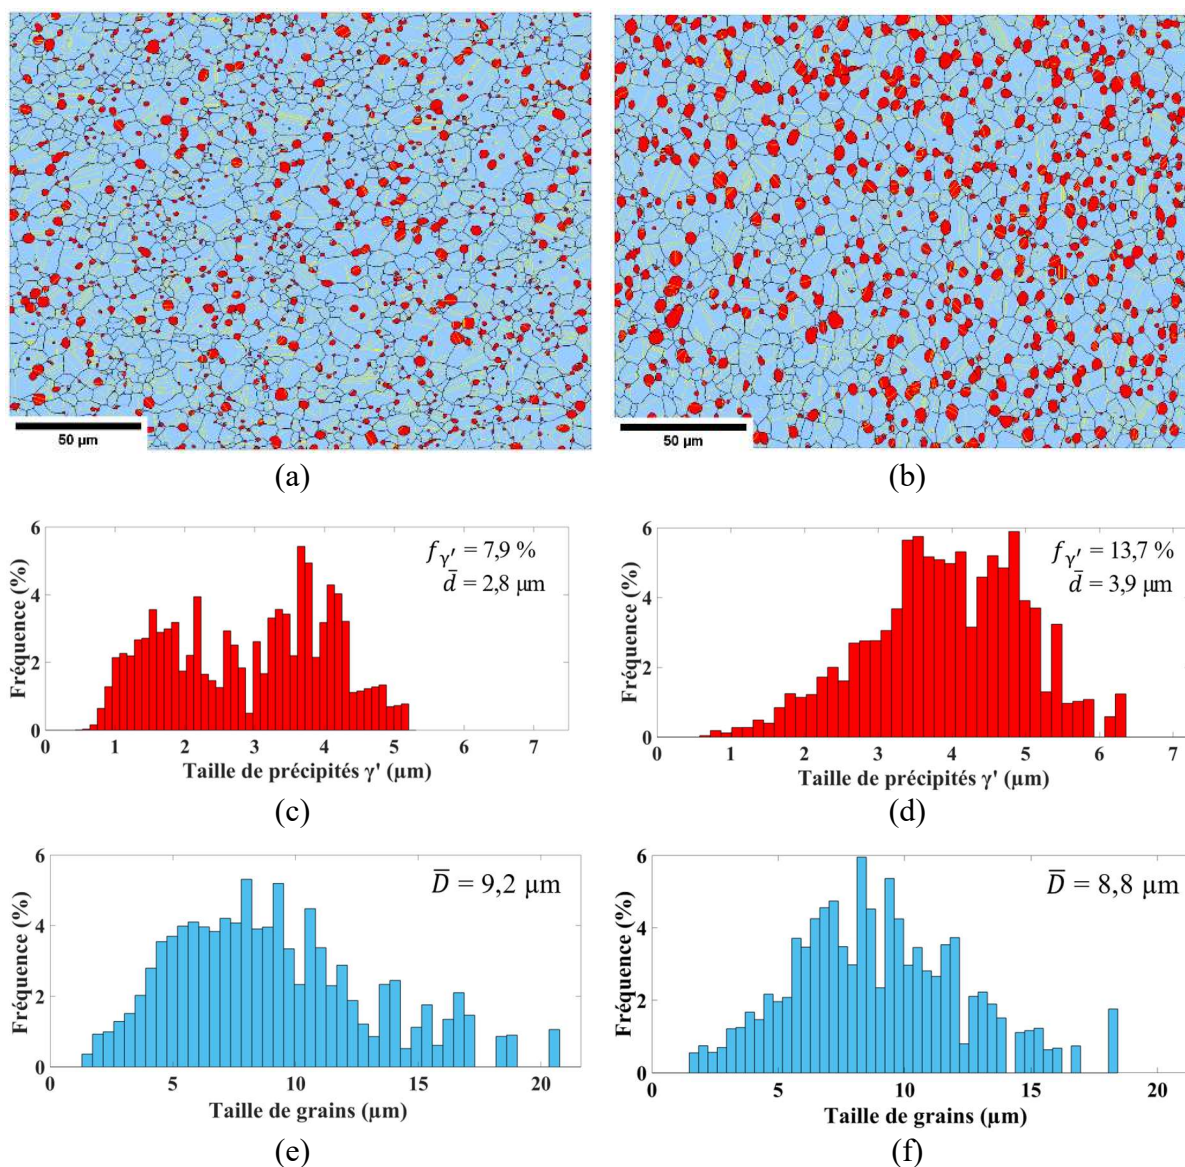 50 µm
50 µm
(a)
(b)
Fréquence (%)
6
4
2
0
0
1
2
3
4
5
6
7
f_γ' = 7,9 %
d̄ = 2,8 µm
Taille de précipités γ' (µm)
(c)
Fréquence (%)
6
4
2
0
0
1
2
3
4
5
6
7
f_γ' = 13,7 %
d̄ = 3,9 µm
Taille de précipités γ' (µm)
(d)
Fréquence (%)
6
4
2
0
0
5
10
15
20
D̄ = 9,2 µm
Taille de grains (µm)
(e)
Fréquence (%)
6
4
2
0
0
5
10
15
20
D̄ = 8,8 µm
Taille de grains (µm)
(f)